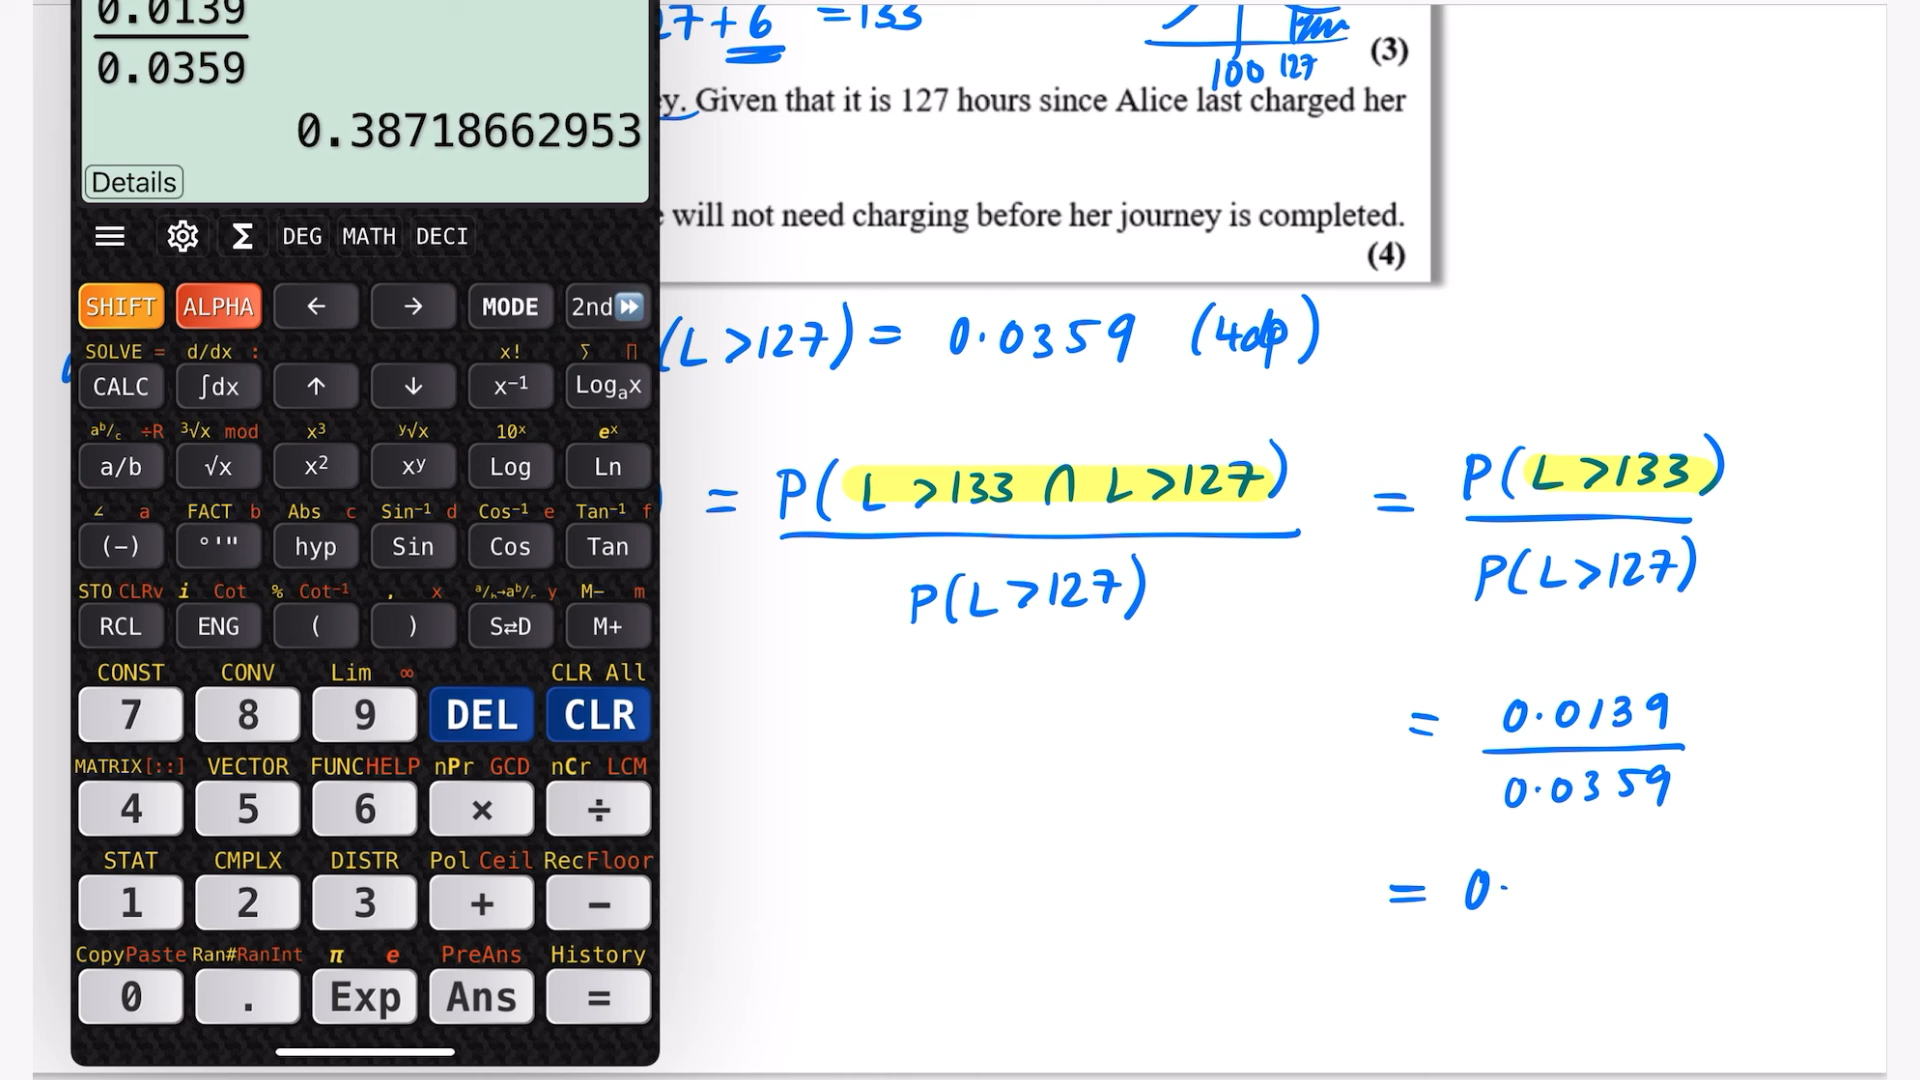 0.0139
0.0359
0.38718662953
Details
DEG MATH DECI
SHIFT ALPHA ← → MODE 2nd
SOLVE = d/dx : x! ∑ ∏
CALC ∫dx ↑ ↓ x⁻¹ Logₐx
aᵇ/c ÷R ³√x mod x³ ʸ√x 10ˣ eˣ
a/b √x x² xʸ Log Ln
∠ a FACT b Abs c Sin⁻¹ d Cos⁻¹ e Tan⁻¹ f
(−) °'" hyp Sin Cos Tan
STO CLRv i Cot % Cot⁻¹ , x y M− m
RCL ENG ( ) S⇄D M+
CONST CONV Lim ∞ CLR All
7 8 9 DEL CLR
MATRIX[::] VECTOR FUNC HELP nPr GCD nCr LCM
4 5 6 × ÷
STAT CMPLX DISTR Pol Ceil Rec Floor
1 2 3 + −
Copy Paste Ran# RanInt π e PreAns History
0 . Exp Ans =
27+6 =133
100 127
(3)
y. Given that it is 127 hours since Alice last charged her
will not need charging before her journey is completed.
(4)
(L>127) = 0.0359 (4dp)
) = P(L>133 ∩ L>127) = P(L>133)
P(L>127) P(L>127)
= 0.0139
0.0359
= 0.